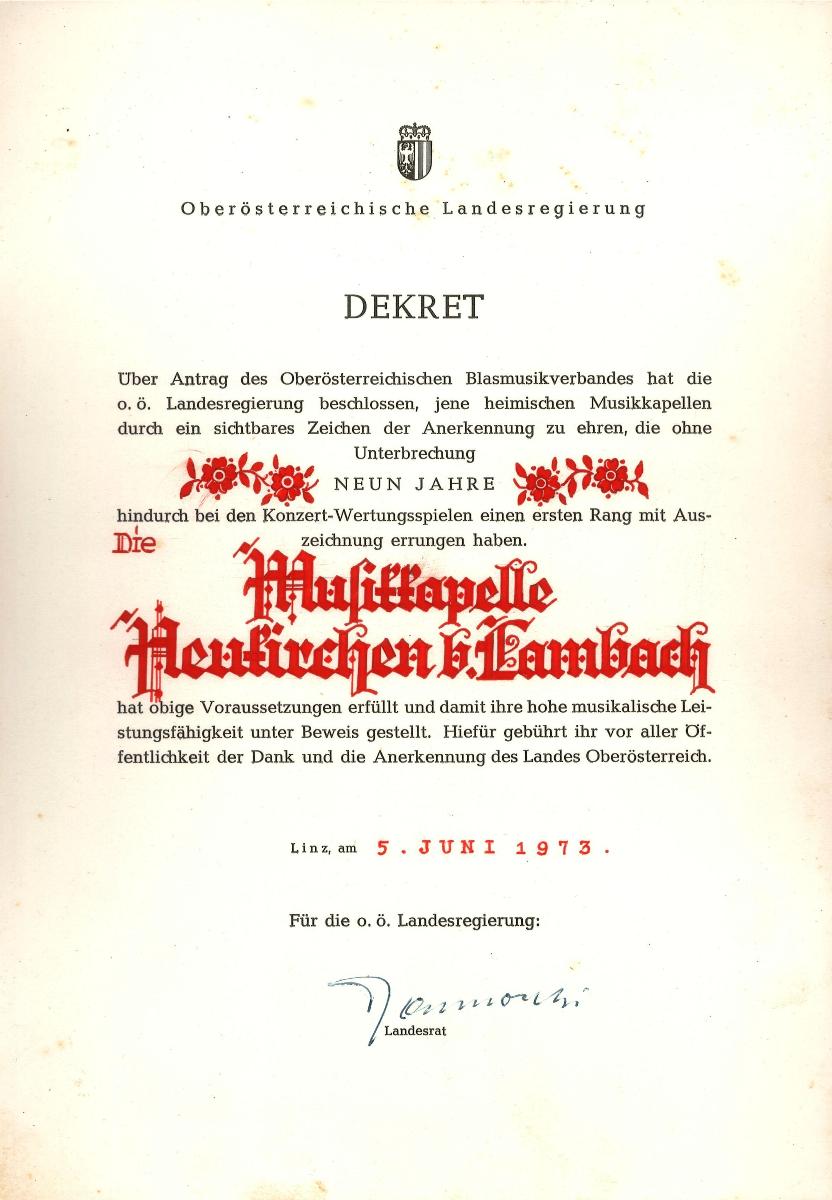 Oberösterreichische Landesregierung
DEKRET
Über Antrag des Oberösterreichischen Blasmusikverbandes hat die
o. ö. Landesregierung beschlossen, jene heimischen Musikkapellen
durch ein sichtbares Zeichen der Anerkennung zu ehren, die ohne
Unterbrechung
NEUN JAHRE
hindurch bei den Konzert-Wertungsspielen einen ersten Rang mit Aus-
zeichnung errungen haben.
Die
Musikkapelle
Neukirchen b. Lambach
hat obige Voraussetzungen erfüllt und damit ihre hohe musikalische Lei-
stungsfähigkeit unter Beweis gestellt. Hiefür gebührt ihr vor aller Öf-
fentlichkeit der Dank und die Anerkennung des Landes Oberösterreich.
Linz, am 5. JUNI 1973.
Für die o. ö. Landesregierung:
Landesrat